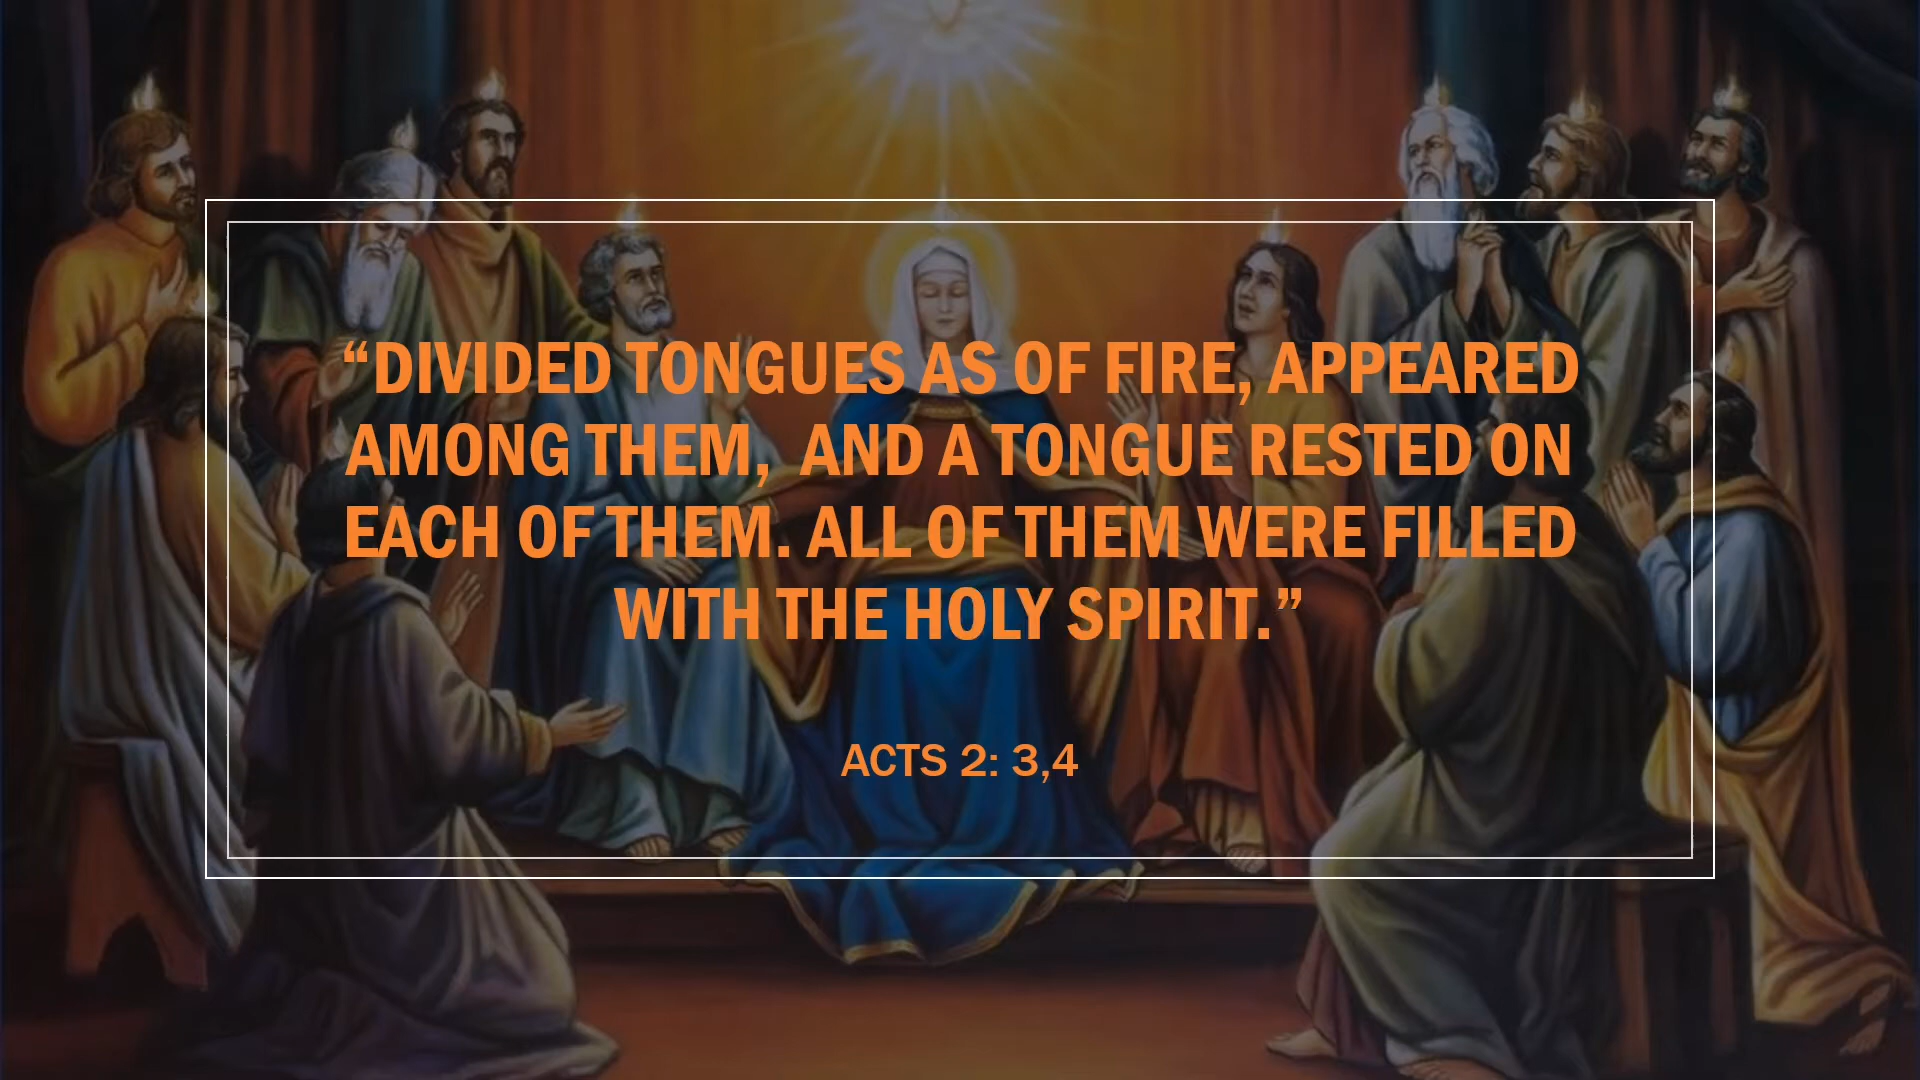 “DIVIDED TONGUES AS OF FIRE, APPEARED
AMONG THEM,  AND A TONGUE RESTED ON
EACH OF THEM. ALL OF THEM WERE FILLED
WITH THE HOLY SPIRIT.”
ACTS 2: 3,4